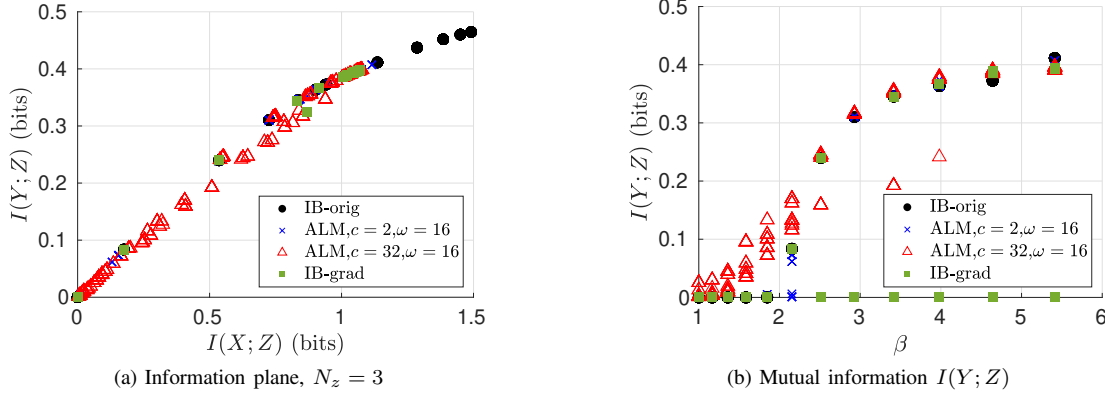 0.5
0.4
0.3
0.2
0.1
0
I(Y; Z) (bits)
0 0.5 1 1.5
I(X; Z) (bits)
IB-orig
ALM,c = 2,ω = 16
ALM,c = 32,ω = 16
IB-grad
(a) Information plane, N_z = 3
0.5
0.4
0.3
0.2
0.1
0
I(Y; Z) (bits)
1 2 3 4 5 6
β
IB-orig
ALM,c = 2,ω = 16
ALM,c = 32,ω = 16
IB-grad
(b) Mutual information I(Y; Z)